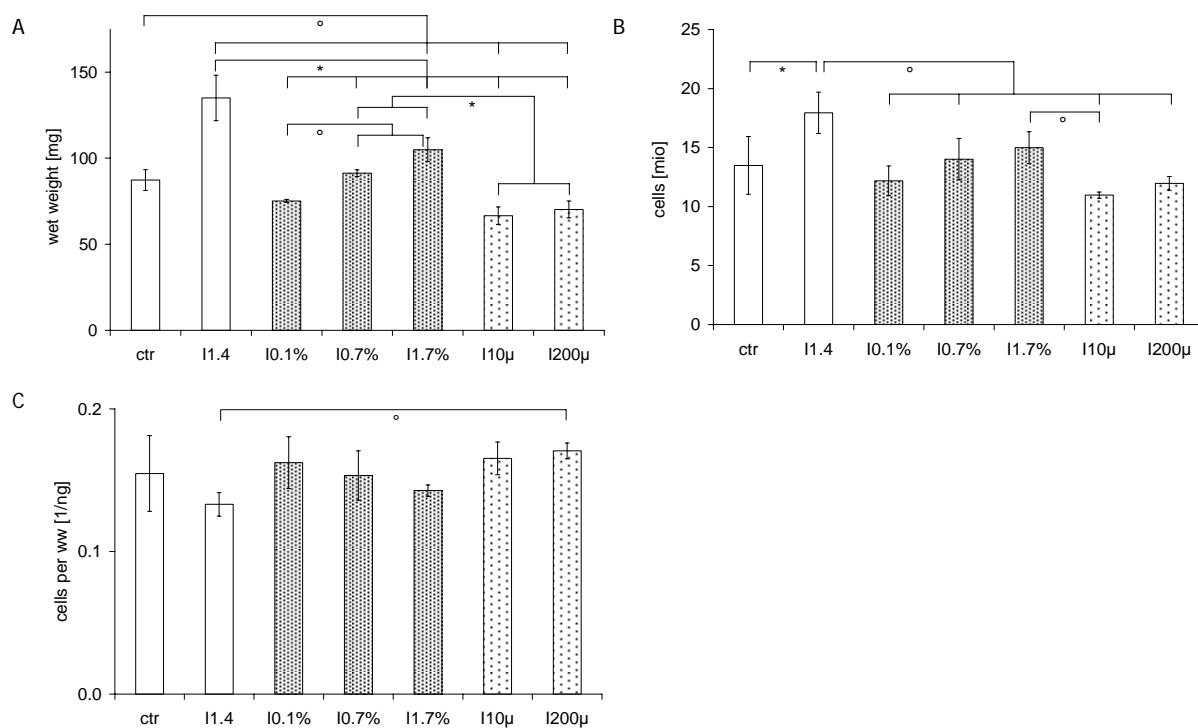 A
°
*
*
°
wet weight [mg]
150
100
50
0
ctr I1.4 I0.1% I0.7% I1.7% I10µ I200µ
B
*
°
°
cells [mio]
25
20
15
10
5
0
ctr I1.4 I0.1% I0.7% I1.7% I10µ I200µ
C
°
cells per ww [1/ng]
0.2
0.1
0.0
ctr I1.4 I0.1% I0.7% I1.7% I10µ I200µ